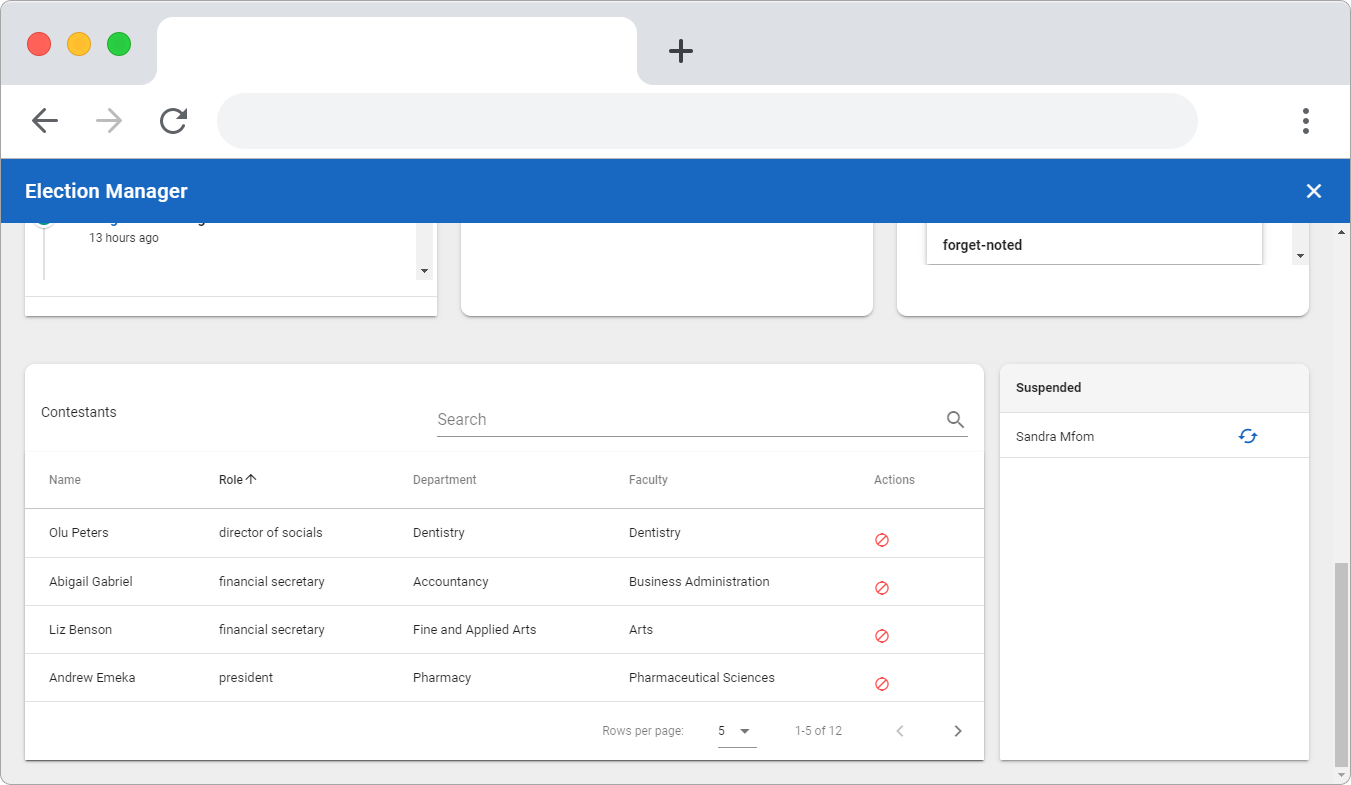 Election Manager
13 hours ago
forget-noted
Contestants
Search
Suspended
Sandra Mfom
Name Role Department Faculty Actions
Olu Peters director of socials Dentistry Dentistry
Abigail Gabriel financial secretary Accountancy Business Administration
Liz Benson financial secretary Fine and Applied Arts Arts
Andrew Emeka president Pharmacy Pharmaceutical Sciences
Rows per page: 5 1-5 of 12